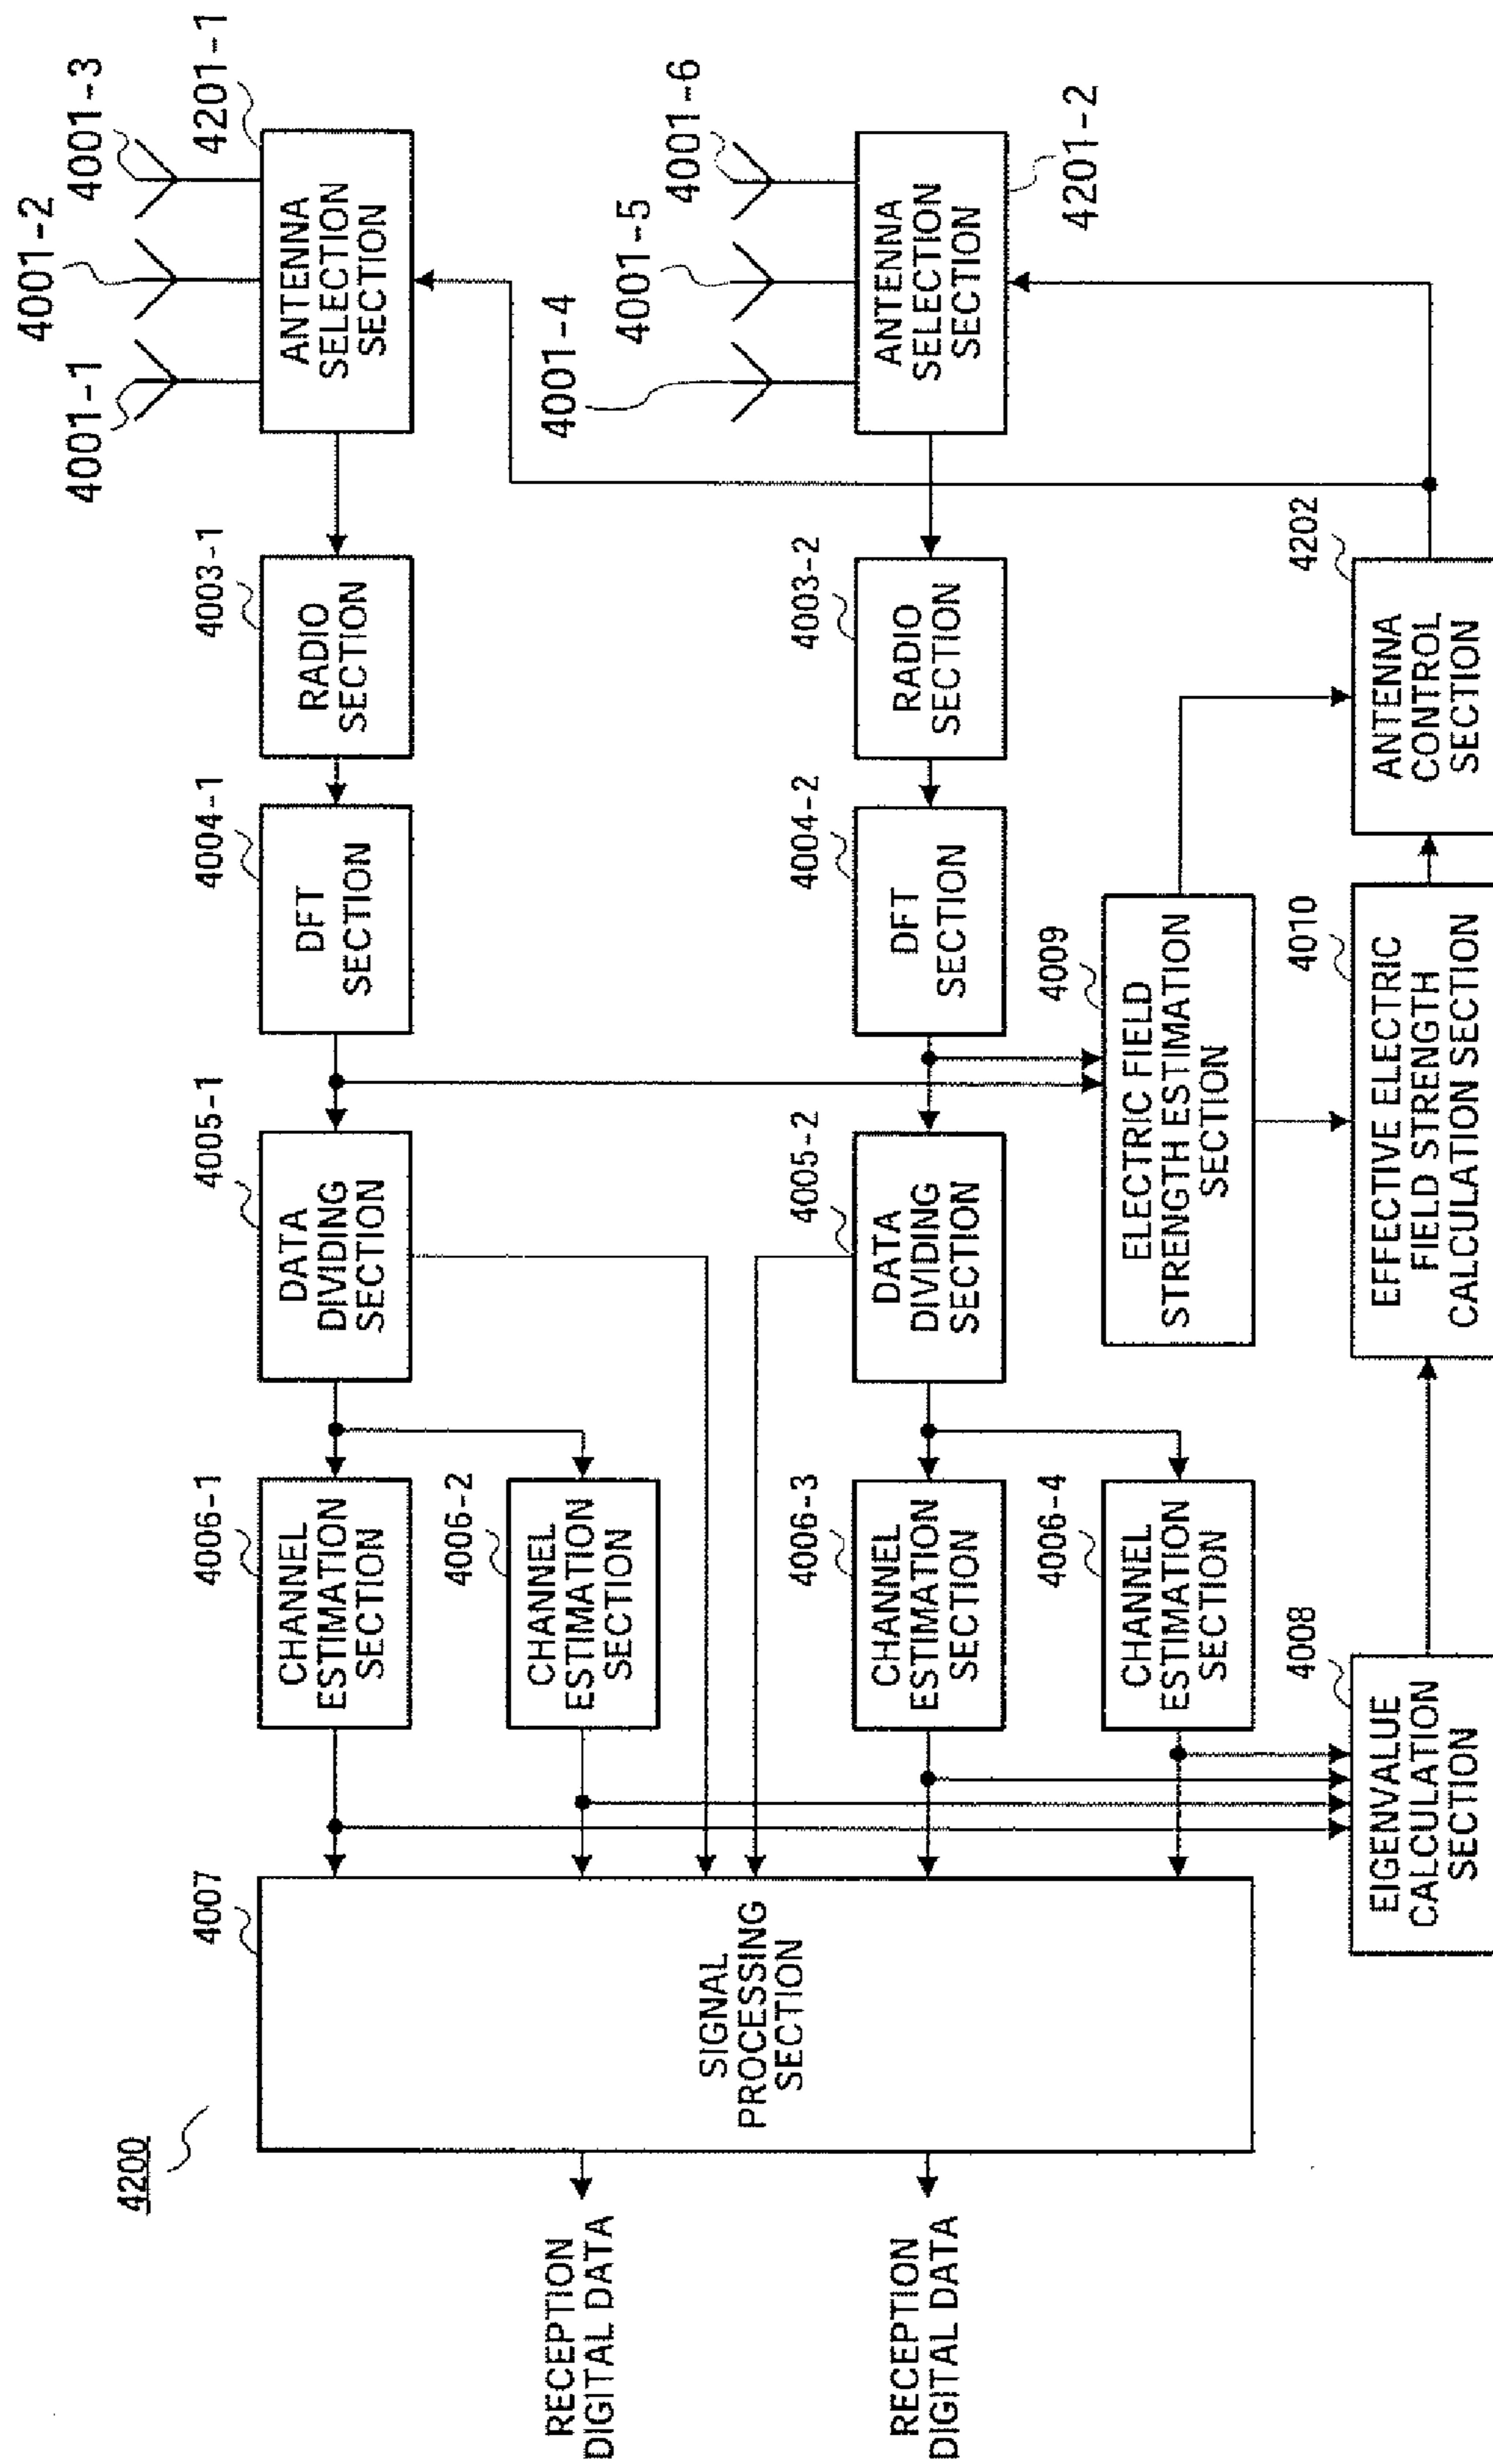 4200
4001-1
4001-2
4001-3
4201-1
ANTENNA
SELECTION
SECTION
4003-1
RADIO
SECTION
4004-1
DFT
SECTION
4005-1
DATA
DIVIDING
SECTION
4006-1
CHANNEL
ESTIMATION
SECTION
4006-2
CHANNEL
ESTIMATION
SECTION
4007
SIGNAL
PROCESSING
SECTION
RECEPTION
DIGITAL DATA
RECEPTION
DIGITAL DATA
4001-4
4001-5
4001-6
4201-2
ANTENNA
SELECTION
SECTION
4003-2
RADIO
SECTION
4004-2
DFT
SECTION
4005-2
DATA
DIVIDING
SECTION
4006-3
CHANNEL
ESTIMATION
SECTION
4006-4
CHANNEL
ESTIMATION
SECTION
4009
ELECTRIC FIELD
STRENGTH ESTIMATION
SECTION
4008
EIGENVALUE
CALCULATION
SECTION
4010
EFFECTIVE ELECTRIC
FIELD STRENGTH
CALCULATION SECTION
4202
ANTENNA
CONTROL
SECTION